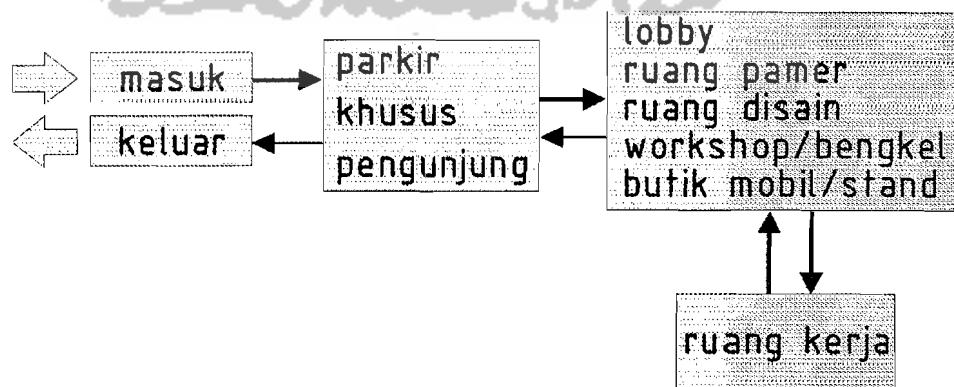 masuk
keluar
parkir
khusus
pengunjung
lobby
ruang pamer
ruang disain
workshop/bengkel
butik mobil/stand
ruang kerja